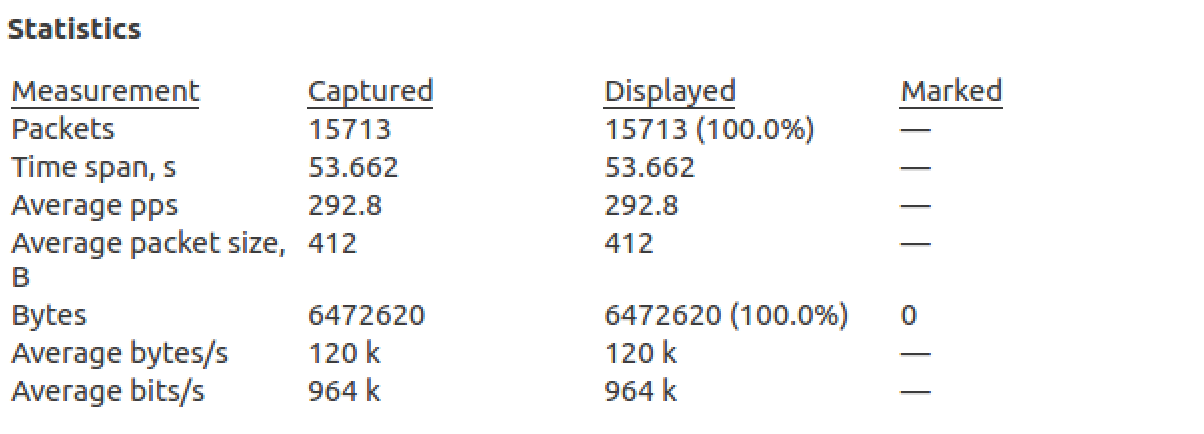 Statistics
Measurement Captured Displayed Marked
Packets 15713 15713 (100.0%) —
Time span, s 53.662 53.662 —
Average pps 292.8 292.8 —
Average packet size, 412 412 —
B
Bytes 6472620 6472620 (100.0%) 0
Average bytes/s 120 k 120 k —
Average bits/s 964 k 964 k —